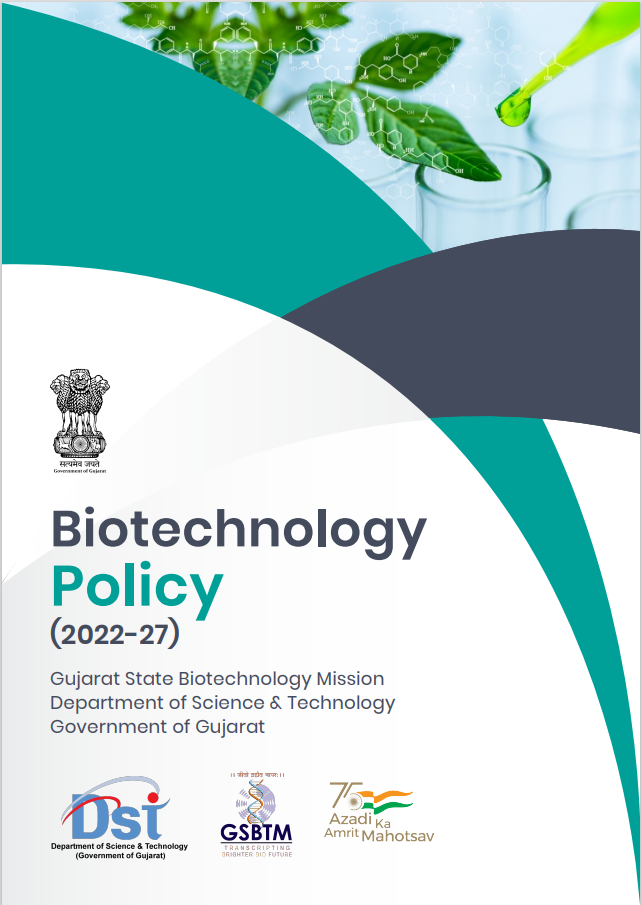 सत्यमेव जयते
Government of Gujarat
Biotechnology
Policy
(2022-27)
Gujarat State Biotechnology Mission
Department of Science & Technology
Government of Gujarat
Dst
Department of Science & Technology
(Government of Gujarat)
GSBTM
TRANSCRIPTING
BRIGHTER BIO FUTURE
75
Azadi Ka
Amrit Mahotsav